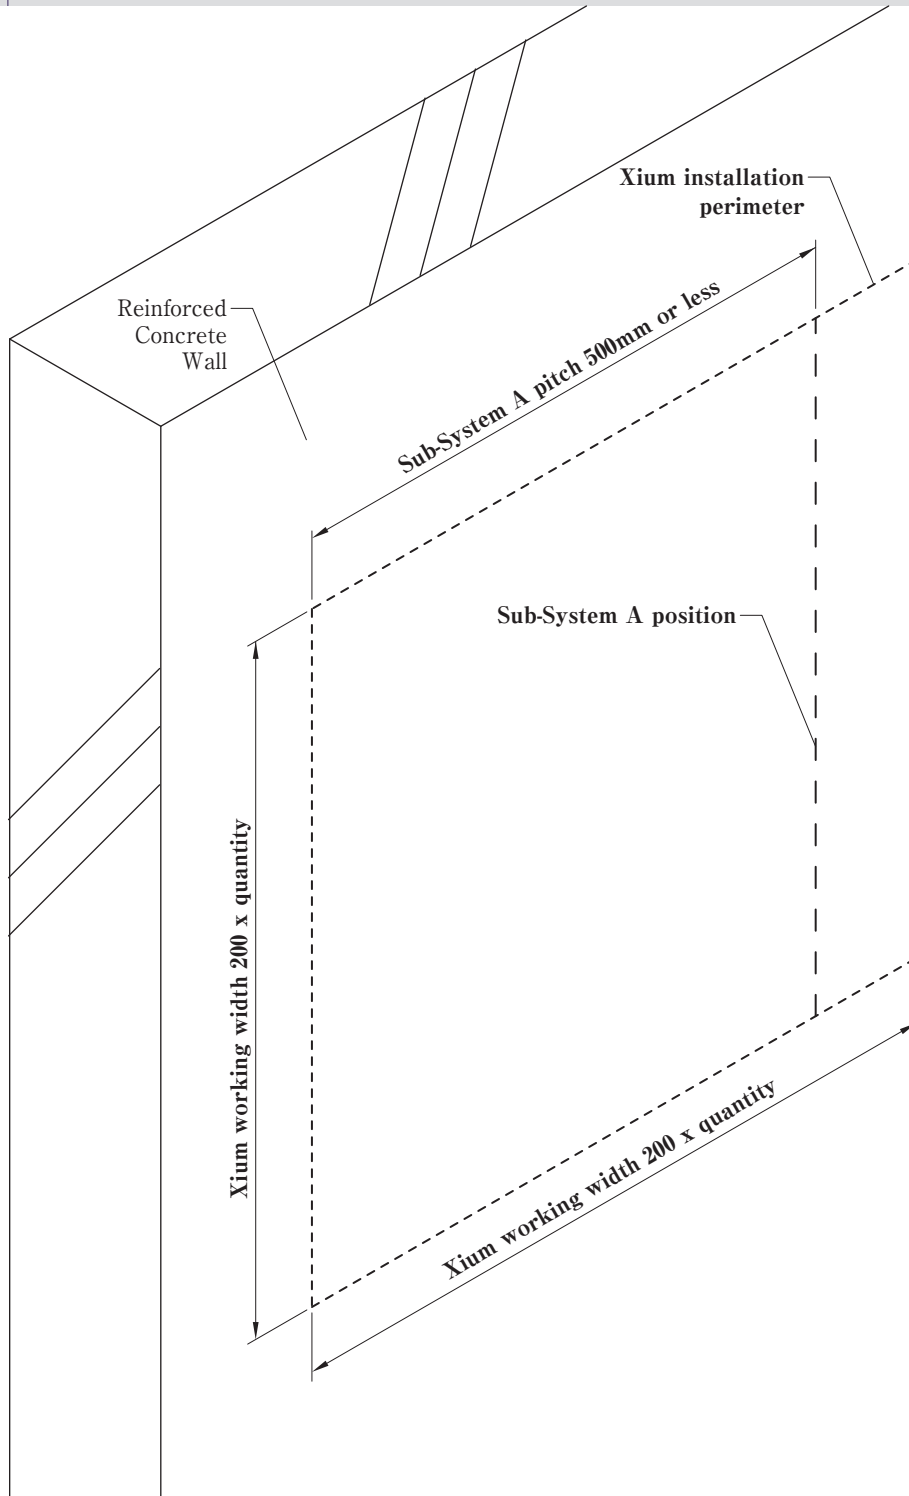 Xium installation
perimeter
Reinforced
Concrete
Wall
Sub-System A pitch 500mm or less
Sub-System A position
Xium working width 200 x quantity
Xium working width 200 x quantity